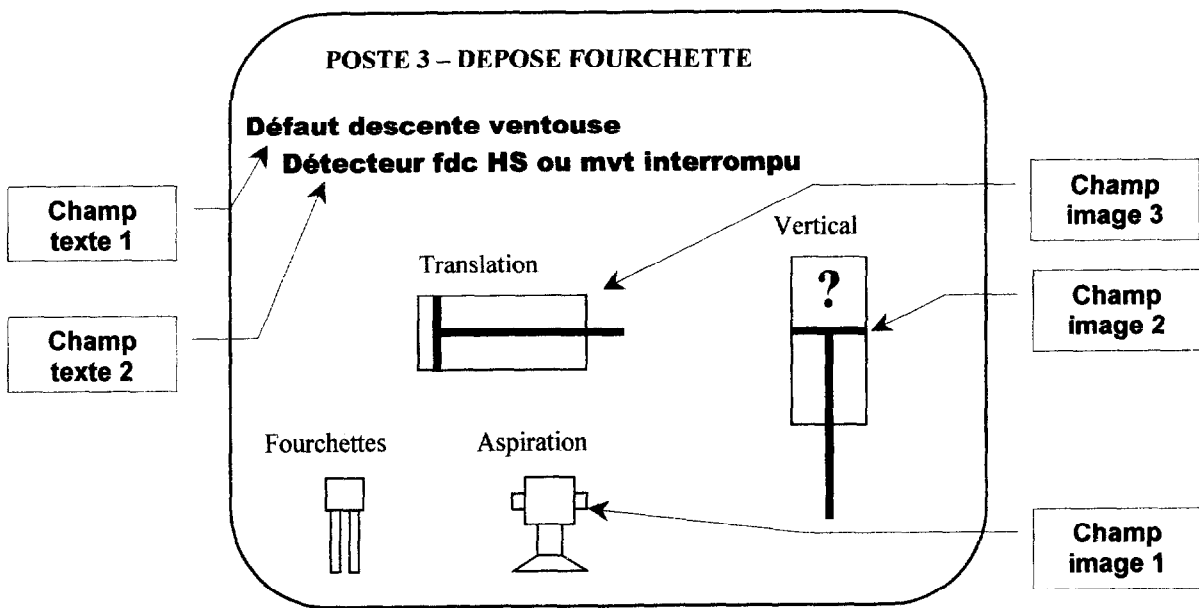 POSTE 3 – DEPOSE FOURCHETTE
Défaut descente ventouse
Détecteur fdc HS ou mvt interrompu
Champ
texte 1
Champ
texte 2
Champ
image 3
Vertical
Translation
?
Champ
image 2
Fourchettes
Aspiration
Champ
image 1